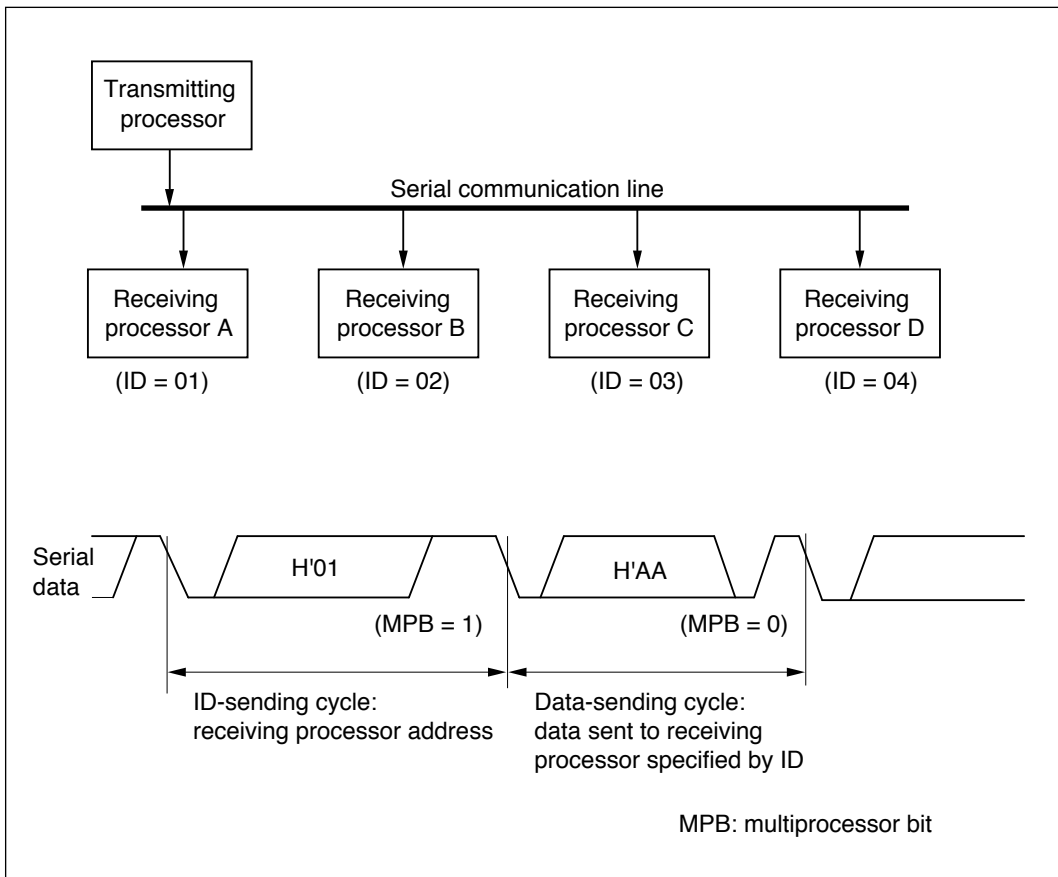 Transmitting
processor
Serial communication line
Receiving
processor A
Receiving
processor B
Receiving
processor C
Receiving
processor D
(ID = 01)
(ID = 02)
(ID = 03)
(ID = 04)
Serial
data
H'01
H'AA
(MPB = 1)
(MPB = 0)
ID-sending cycle:
receiving processor address
Data-sending cycle:
data sent to receiving
processor specified by ID
MPB: multiprocessor bit